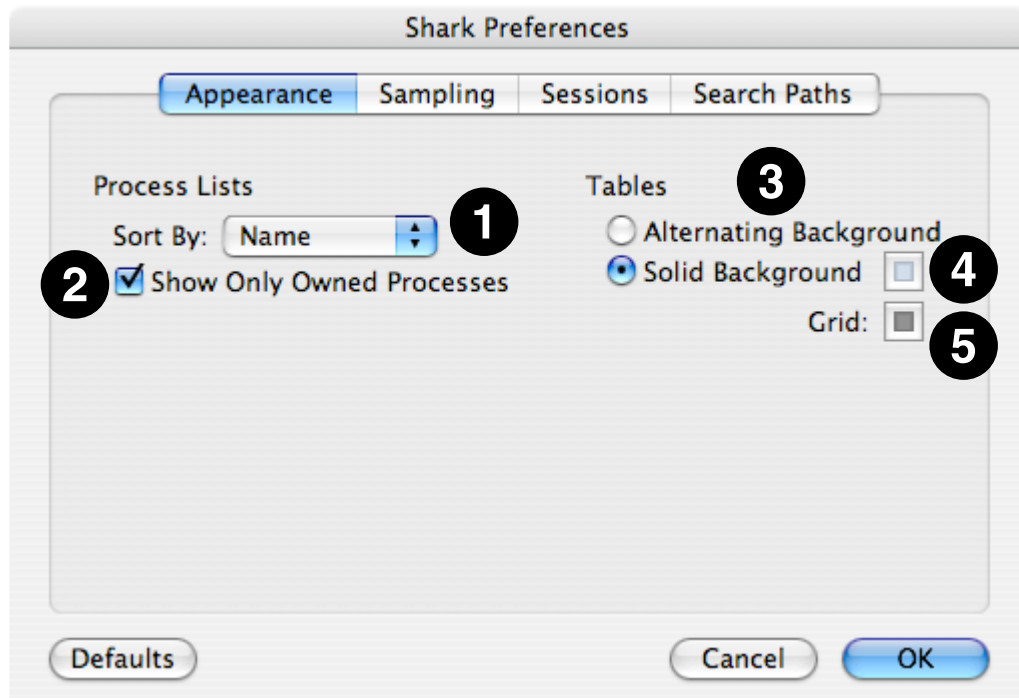 Shark Preferences
Appearance Sampling Sessions Search Paths
Process Lists
Sort By: Name 1
2 Show Only Owned Processes
Tables 3
Alternating Background
Solid Background 4
Grid: 5
Defaults Cancel OK